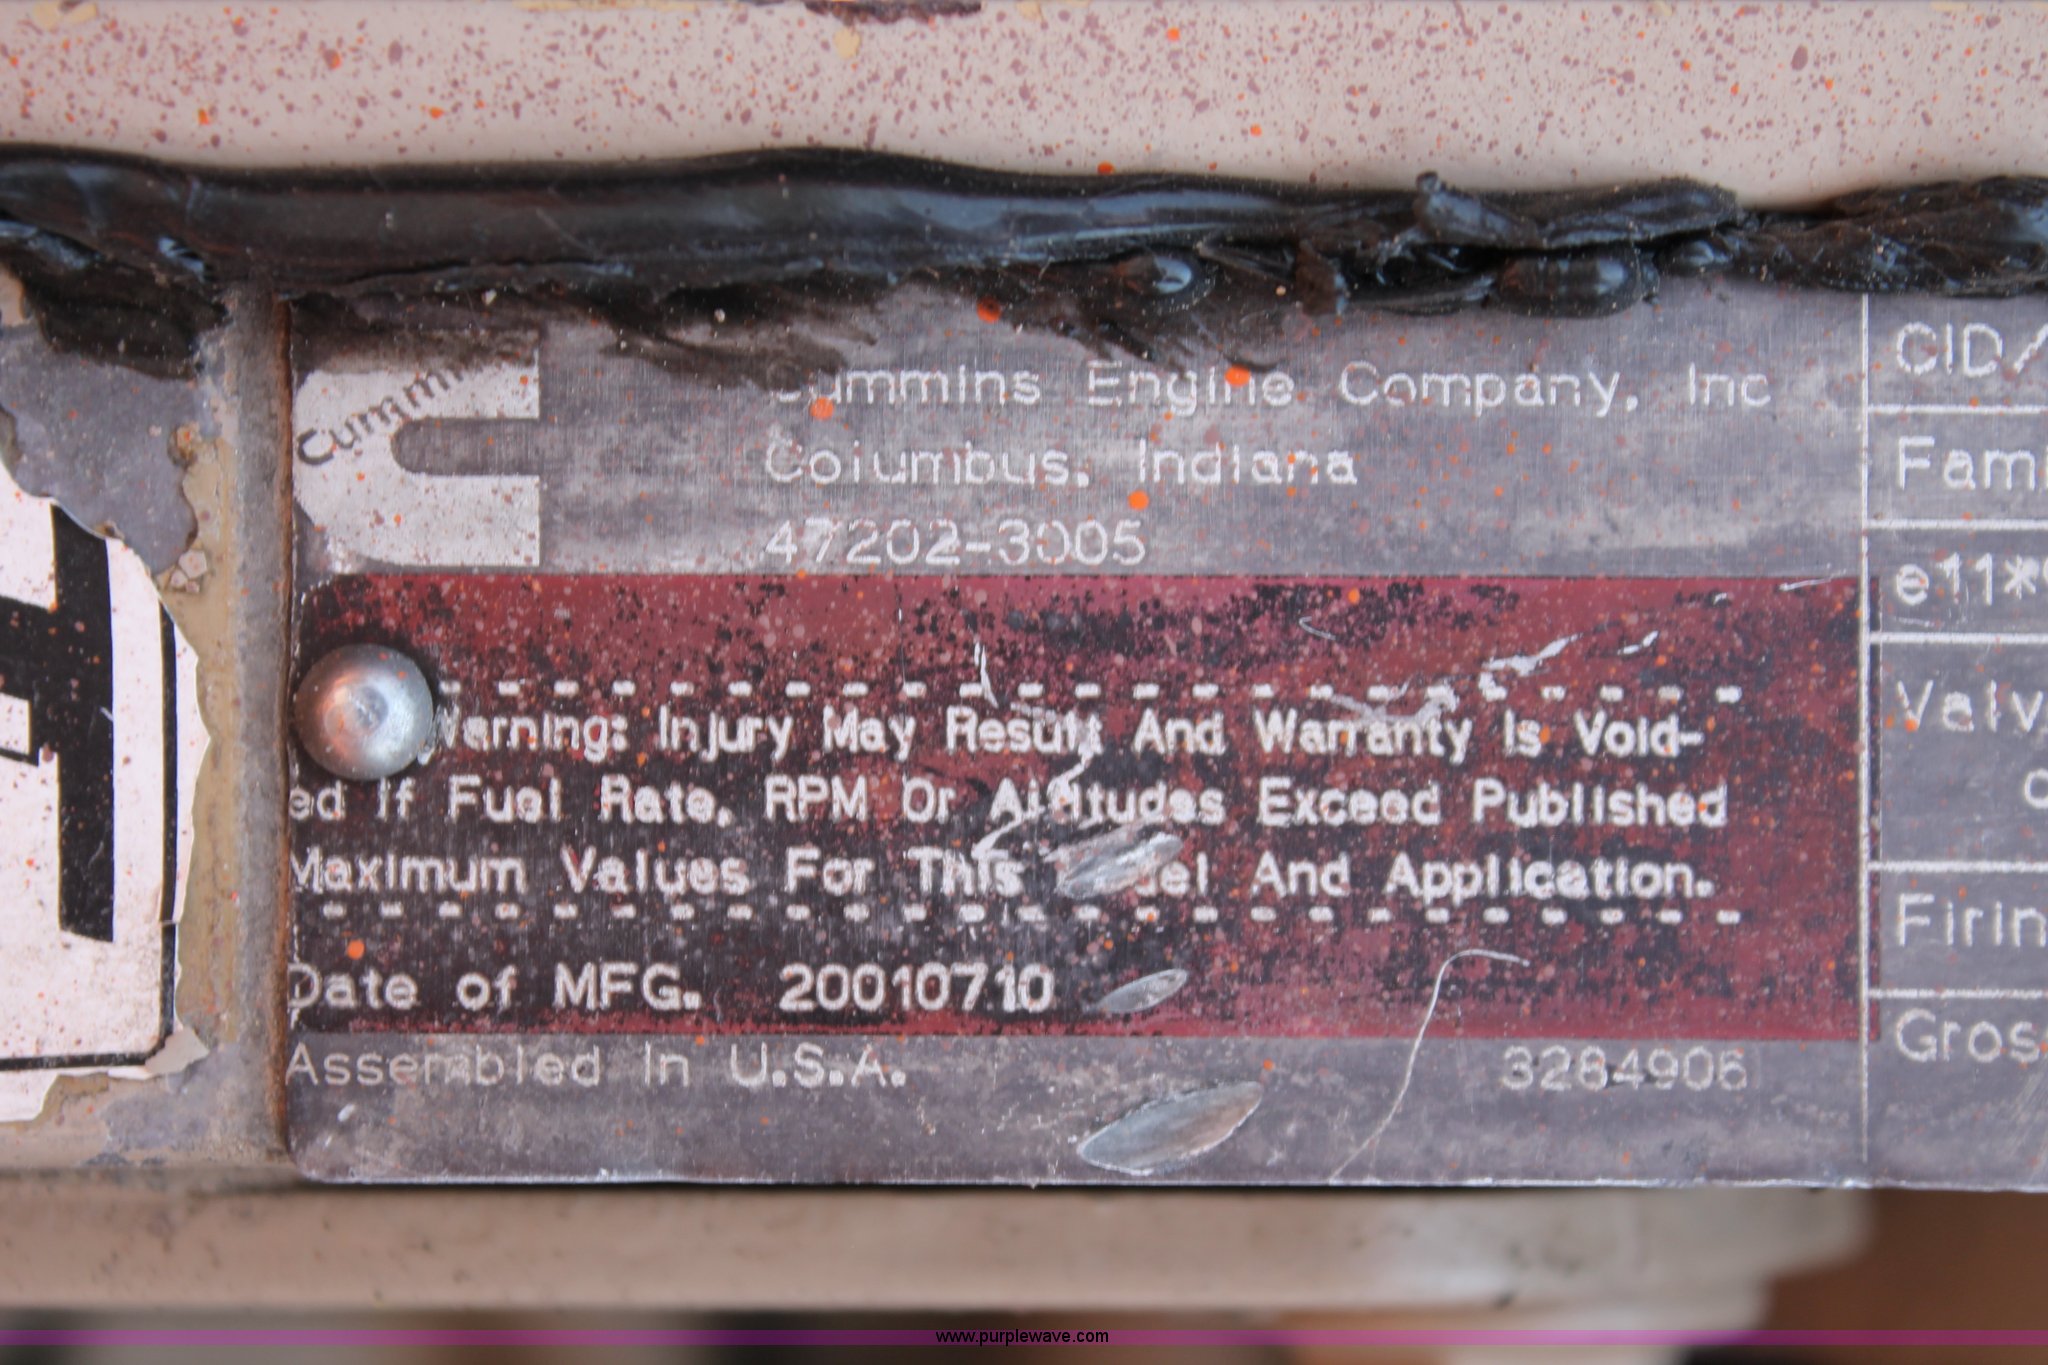 Cummins
Cummins Engine Company, Inc
Columbus, Indiana
47202-3005
Warning: Injury May Result And Warranty Is Void-
ed If Fuel Rate, RPM Or Altitudes Exceed Published
Maximum Values For This And Application.
Date of MFG. 20010710
Assembled In U.S.A.
3284906
CID/
Fami
e11*
Valv
c
Firin
Gros
www.purplewave.com